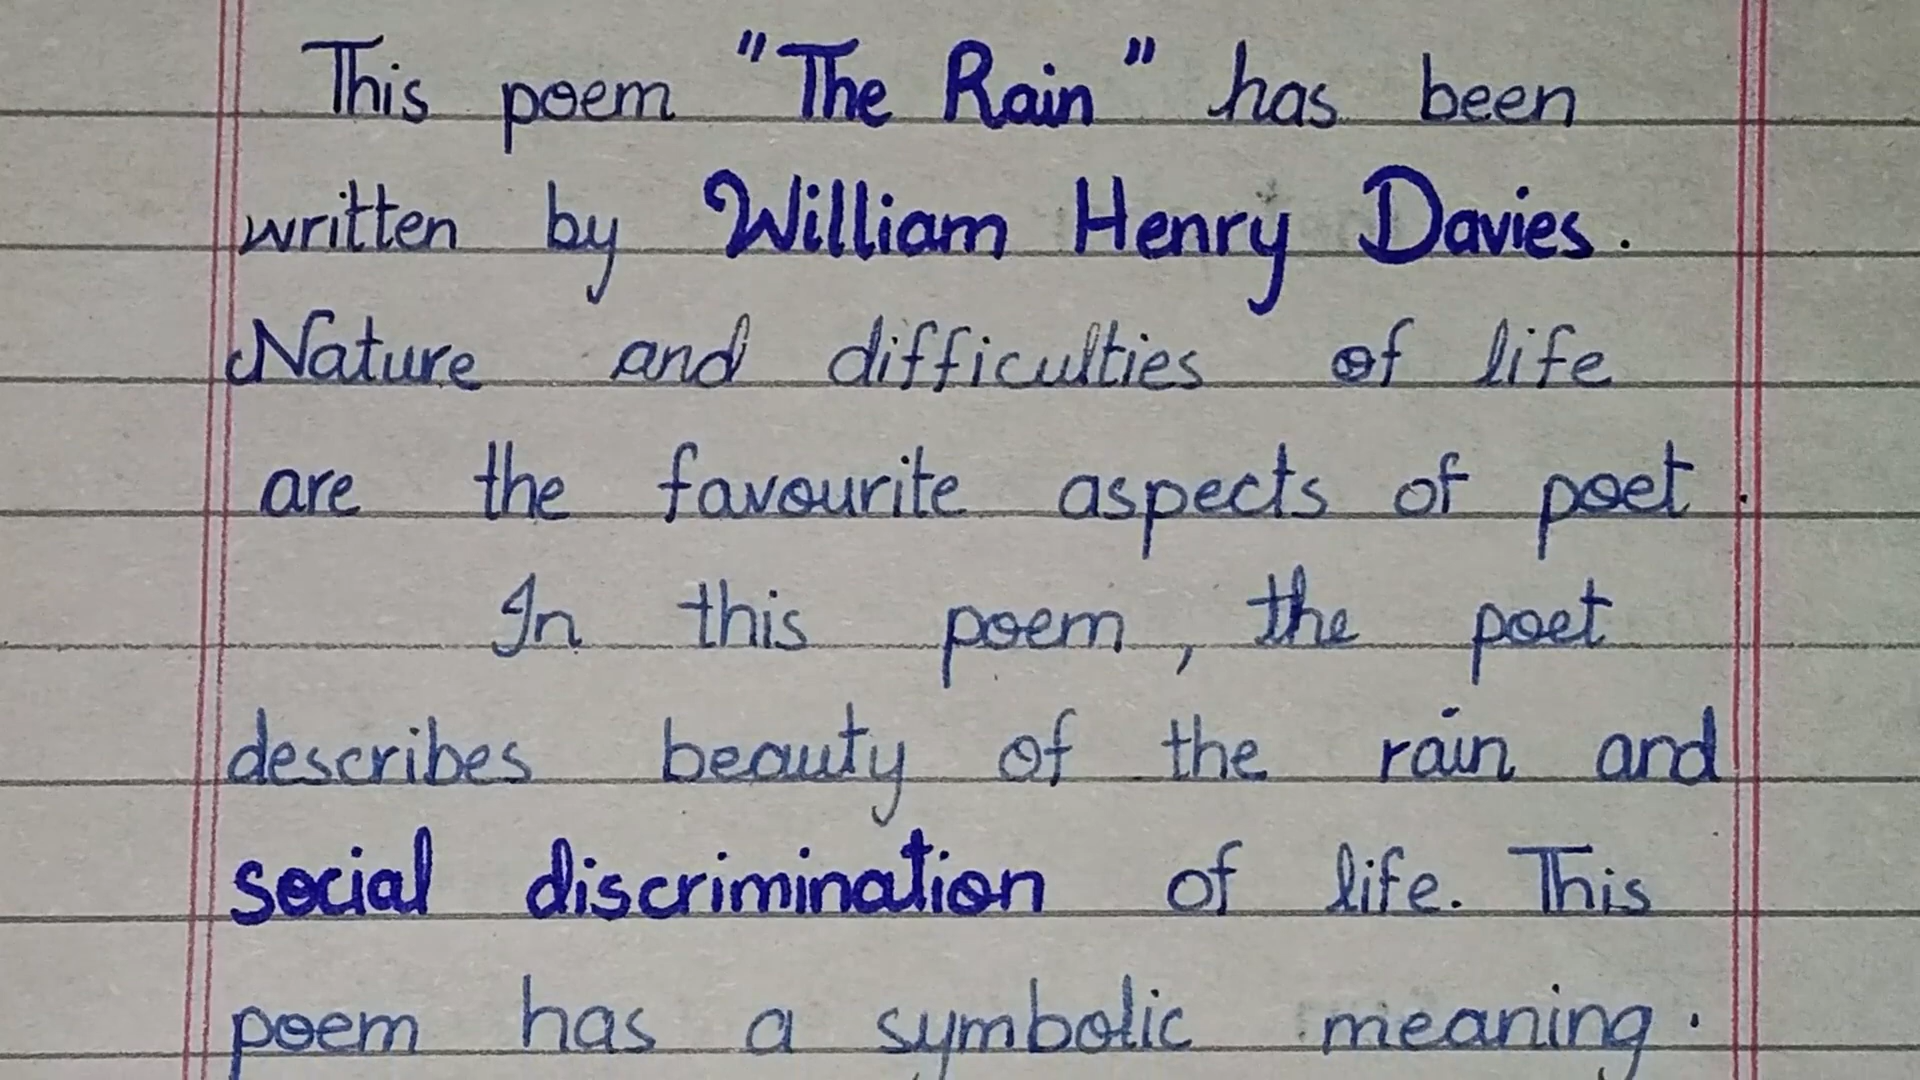 This poem "The Rain" has been
written by William Henry Davies.
Nature and difficulties of life
are the favourite aspects of poet.
In this poem, the poet
describes beauty of the rain and
social discrimination of life. This
poem has a symbolic meaning.